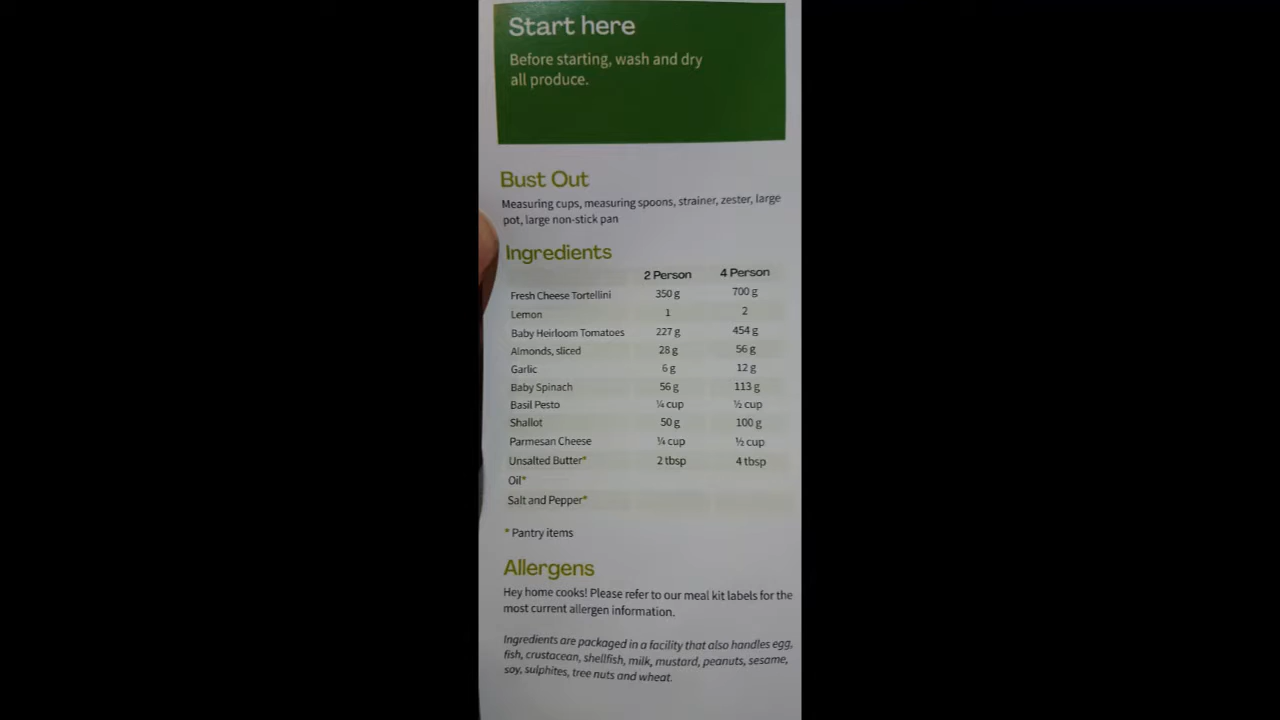 Start here
Before starting, wash and dry
all produce.
Bust Out
Measuring cups, measuring spoons, strainer, zester, large
pot, large non-stick pan
Ingredients
2 Person 4 Person
Fresh Cheese Tortellini 350 g 700 g
Lemon 1 2
Baby Heirloom Tomatoes 227 g 454 g
Almonds, sliced 28 g 56 g
Garlic 6 g 12 g
Baby Spinach 56 g 113 g
Basil Pesto ¼ cup ½ cup
Shallot 50 g 100 g
Parmesan Cheese ¼ cup ½ cup
Unsalted Butter* 2 tbsp 4 tbsp
Oil*
Salt and Pepper*
* Pantry items
Allergens
Hey home cooks! Please refer to our meal kit labels for the
most current allergen information.
Ingredients are packaged in a facility that also handles egg,
fish, crustacean, shellfish, milk, mustard, peanuts, sesame,
soy, sulphites, tree nuts and wheat.